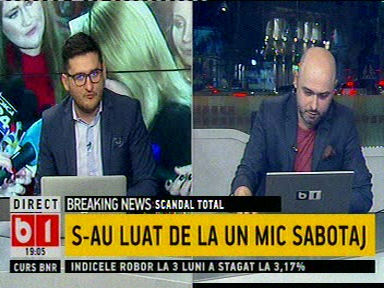 b1
DIRECT
BREAKING NEWS SCANDAL TOTAL
b1
19:05
S-AU LUAT DE LA UN MIC SABOTAJ
CURS BNR
INDICELE ROBOR LA 3 LUNI A STAGAT LA 3,17%